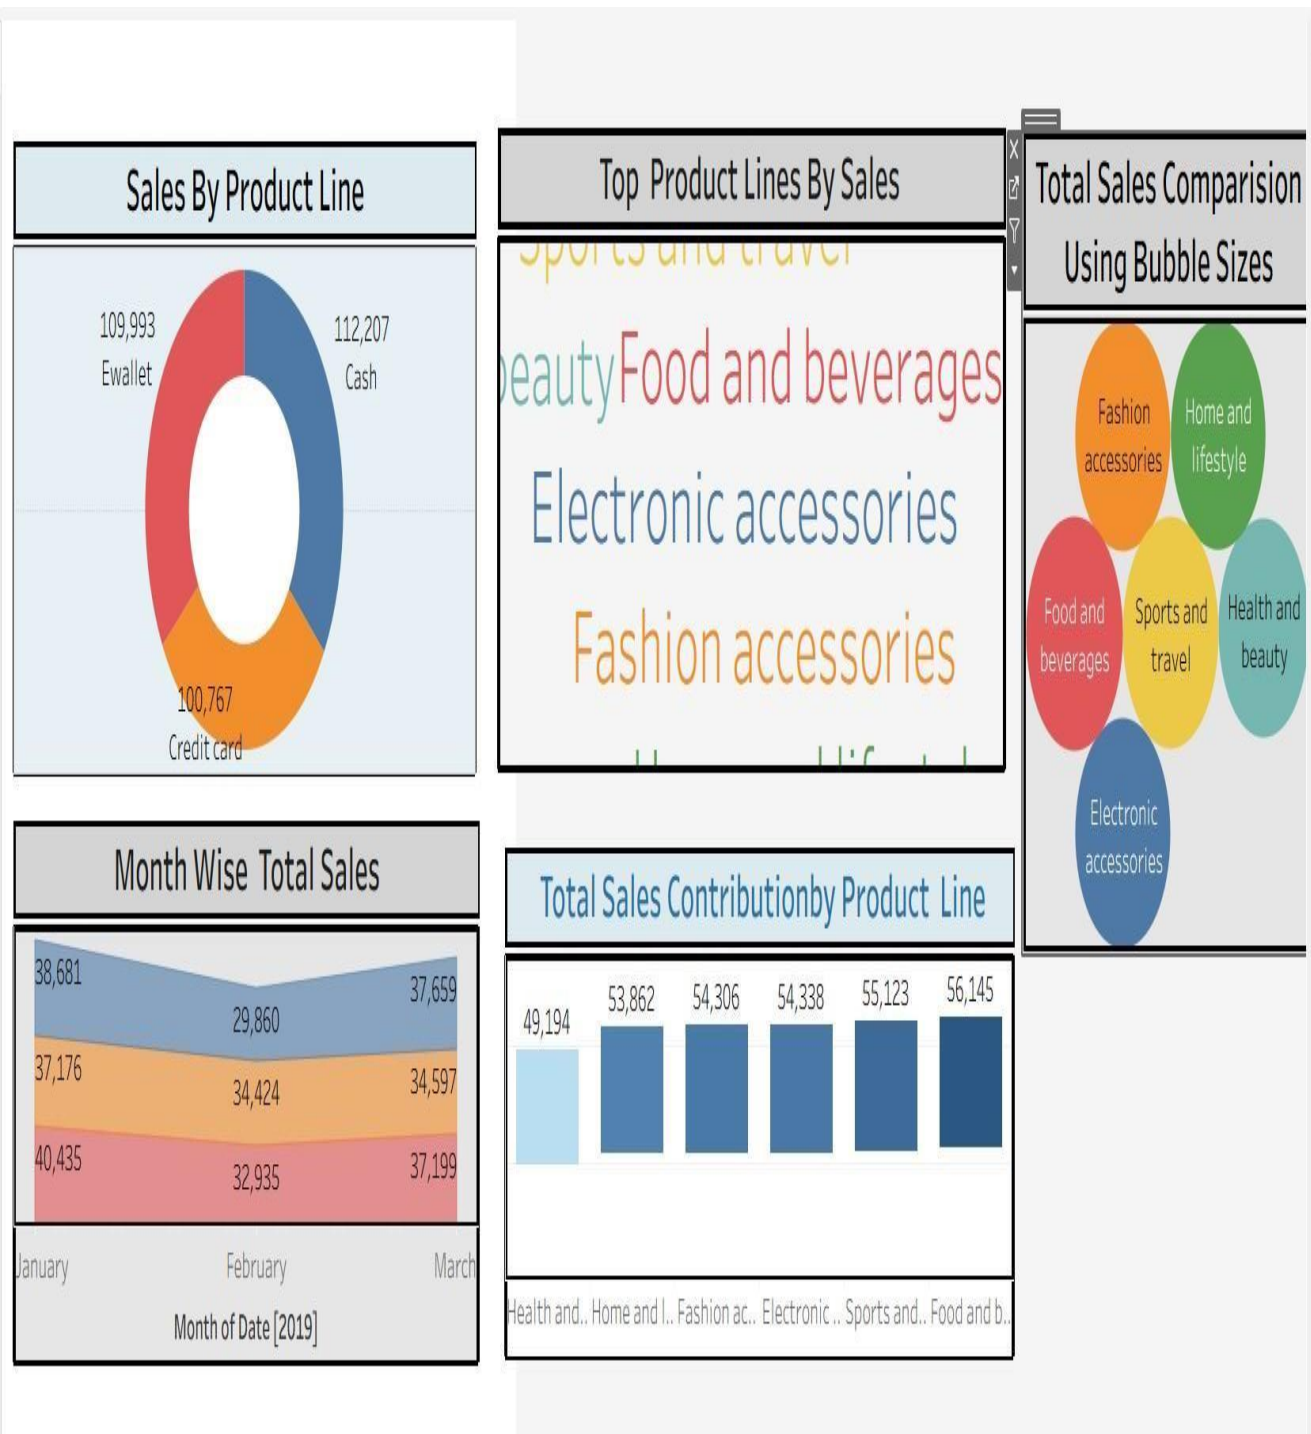 Sales By Product Line
109,993
Ewallet
112,207
Cash
100,767
Credit card
Top Product Lines By Sales
Sports and travel
beauty Food and beverages
Electronic accessories
Fashion accessories
Total Sales Comparision
Using Bubble Sizes
Fashion
accessories
Home and
lifestyle
Food and
beverages
Sports and
travel
Health and
beauty
Electronic
accessories
Month Wise Total Sales
38,681
29,860
37,659
37,176
34,424
34,597
40,435
32,935
37,199
January February March
Month of Date [2019]
Total Sales Contributionby Product Line
49,194
53,862
54,306
54,338
55,123
56,145
Health and.. Home and l.. Fashion ac.. Electronic .. Sports and.. Food and b..